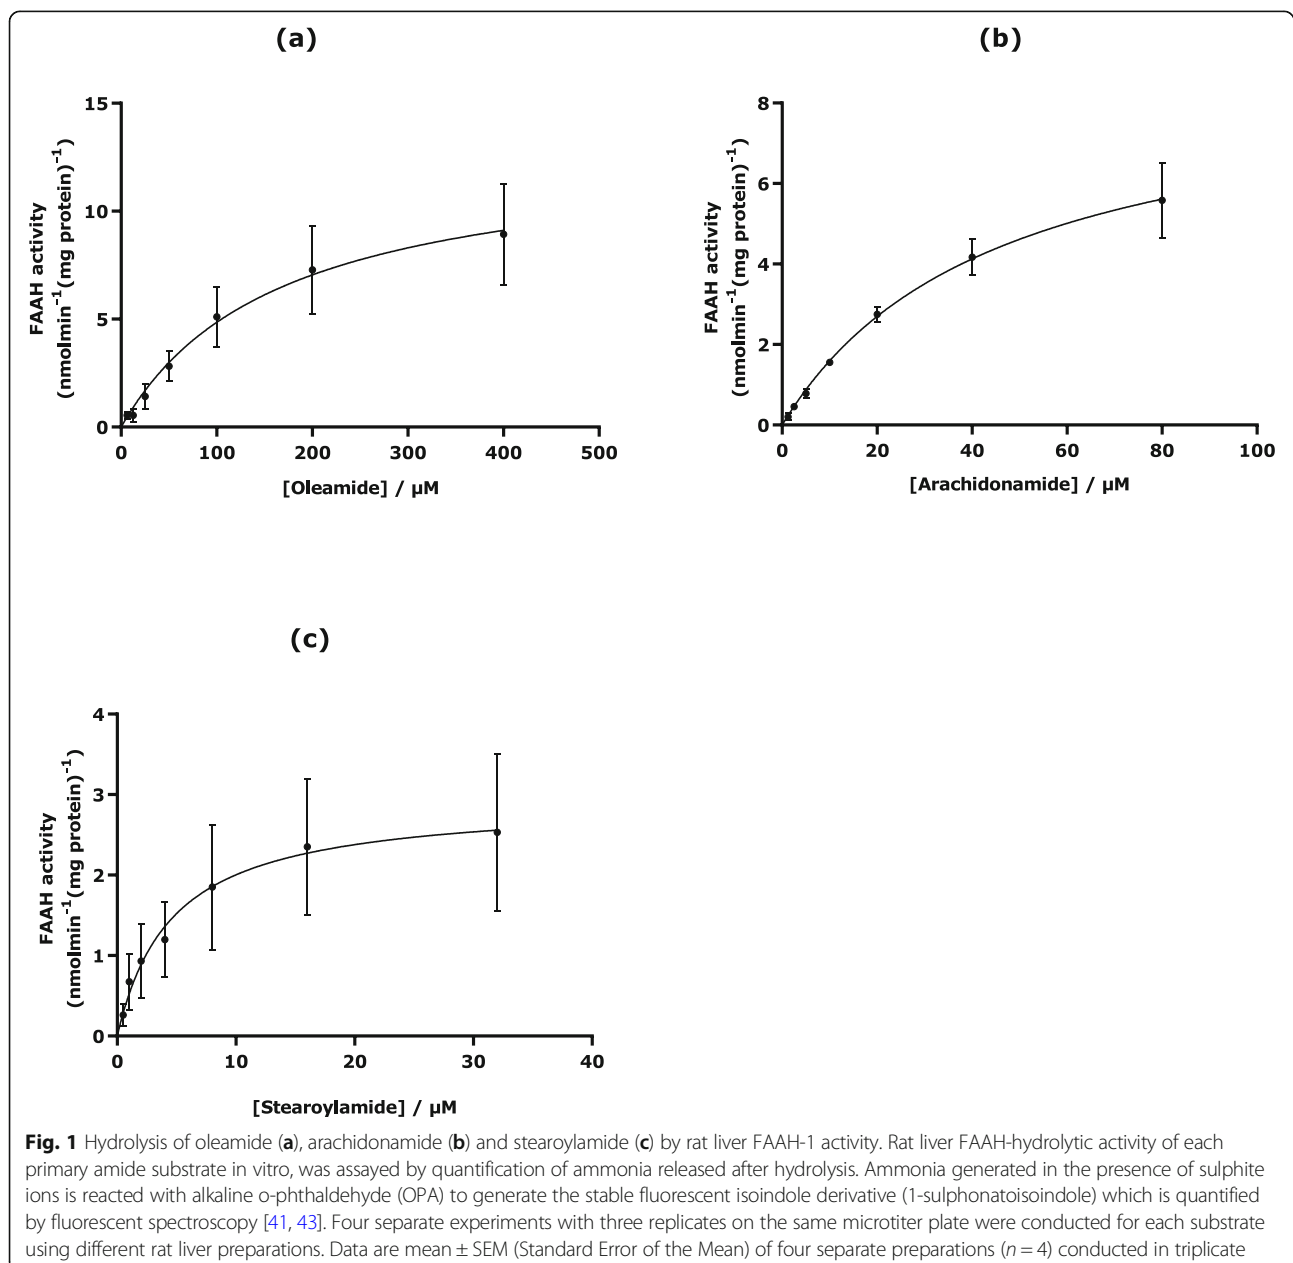 (a)
15
10
5
0
FAAH activity
(nmolmin⁻¹(mg protein)⁻¹)
0 100 200 300 400 500
[Oleamide] / µM
(b)
8
6
4
2
0
FAAH activity
(nmolmin⁻¹(mg protein)⁻¹)
0 20 40 60 80 100
[Arachidonamide] / µM
(c)
4
3
2
1
0
FAAH activity
(nmolmin⁻¹(mg protein)⁻¹)
0 10 20 30 40
[Stearoylamide] / µM
Fig. 1 Hydrolysis of oleamide (a), arachidonamide (b) and stearoylamide (c) by rat liver FAAH-1 activity. Rat liver FAAH-hydrolytic activity of each
primary amide substrate in vitro, was assayed by quantification of ammonia released after hydrolysis. Ammonia generated in the presence of sulphite
ions is reacted with alkaline o-phthaldehyde (OPA) to generate the stable fluorescent isoindole derivative (1-sulphonatoisoindole) which is quantified
by fluorescent spectroscopy [41, 43]. Four separate experiments with three replicates on the same microtiter plate were conducted for each substrate
using different rat liver preparations. Data are mean ± SEM (Standard Error of the Mean) of four separate preparations (n = 4) conducted in triplicate